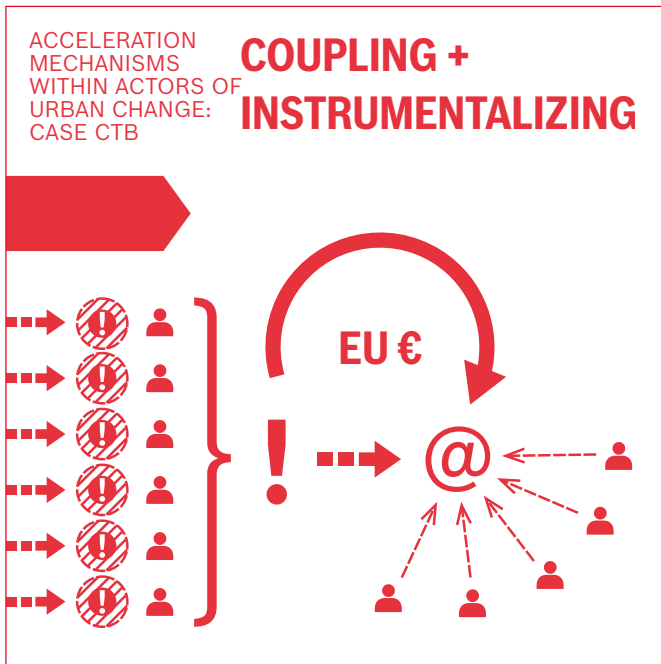 ACCELERATION
MECHANISMS
WITHIN ACTORS OF
URBAN CHANGE:
CASE CTB
COUPLING +
INSTRUMENTALIZING
EU €
!
!
!
!
!
!
!
@